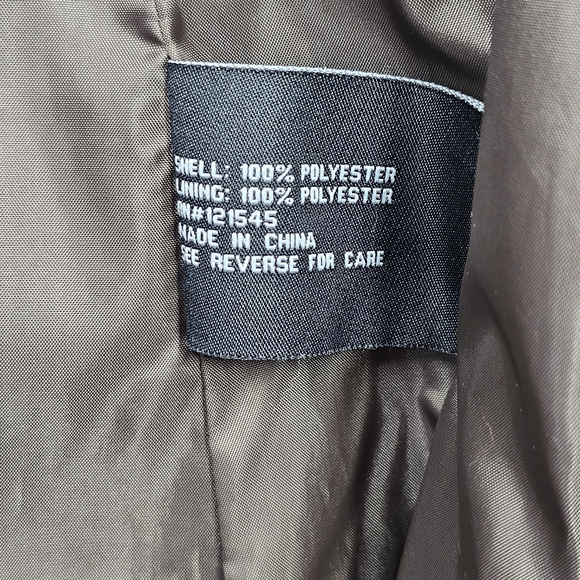 SHELL: 100% POLYESTER
LINING: 100% POLYESTER
RN#121545
MADE IN CHINA
SEE REVERSE FOR CARE